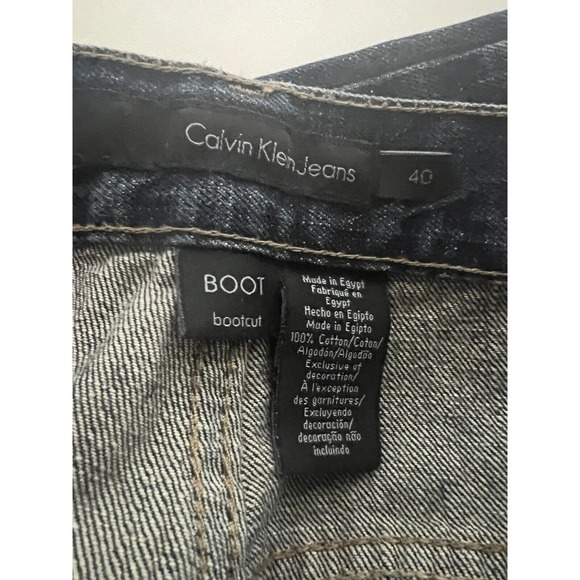 Calvin Klein Jeans
40
BOOT
bootcut
Made in Egypt
Fabriqué en
Egypt
Hecho en Egipto
Made in Egipto
100% Cotton/Coton/
Algodón/Algodão
Exclusive of
decoration/
À l'exception
des garnitures/
Excluyendo
decoración/
decoração não
incluindo